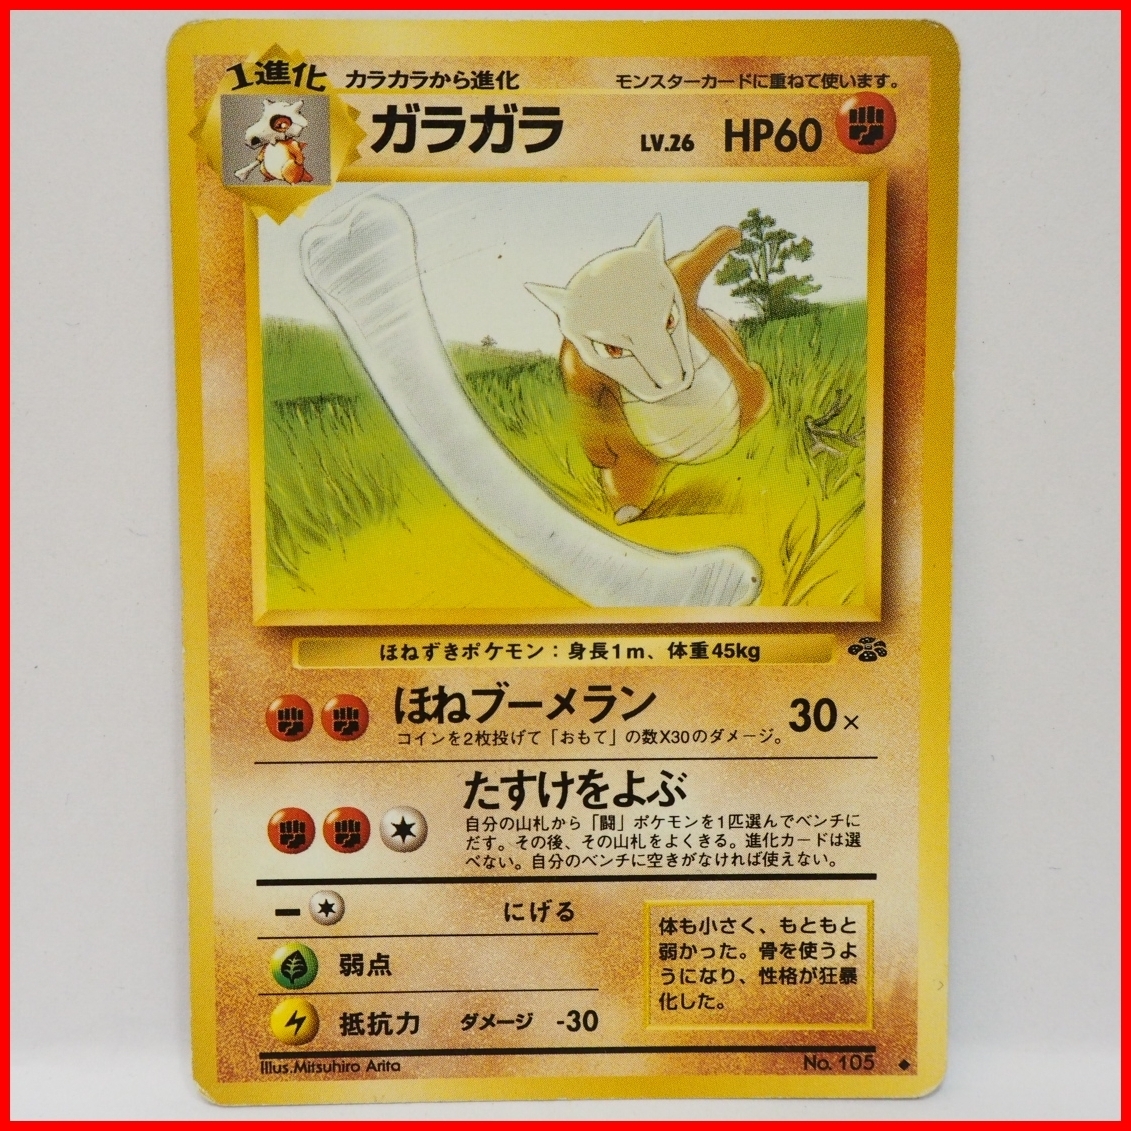 1進化 カラカラから進化 モンスターカードに重ねて使います。
ガラガラ LV.26 HP60
ほねずきポケモン：身長1m、体重45kg
ほねブーメラン 30×
コインを2枚投げて「おもて」の数X30のダメージ。
たすけをよぶ
自分の山札から「闘」ポケモンを1匹選んでベンチに
だす。その後、その山札をよくきる。進化カードは選
べない。自分のベンチに空きがなければ使えない。
にげる
弱点
抵抗力 ダメージ -30
体も小さく、もともと
弱かった。骨を使うよ
うになり、性格が狂暴
化した。
Illus.Mitsuhiro Arita No. 105